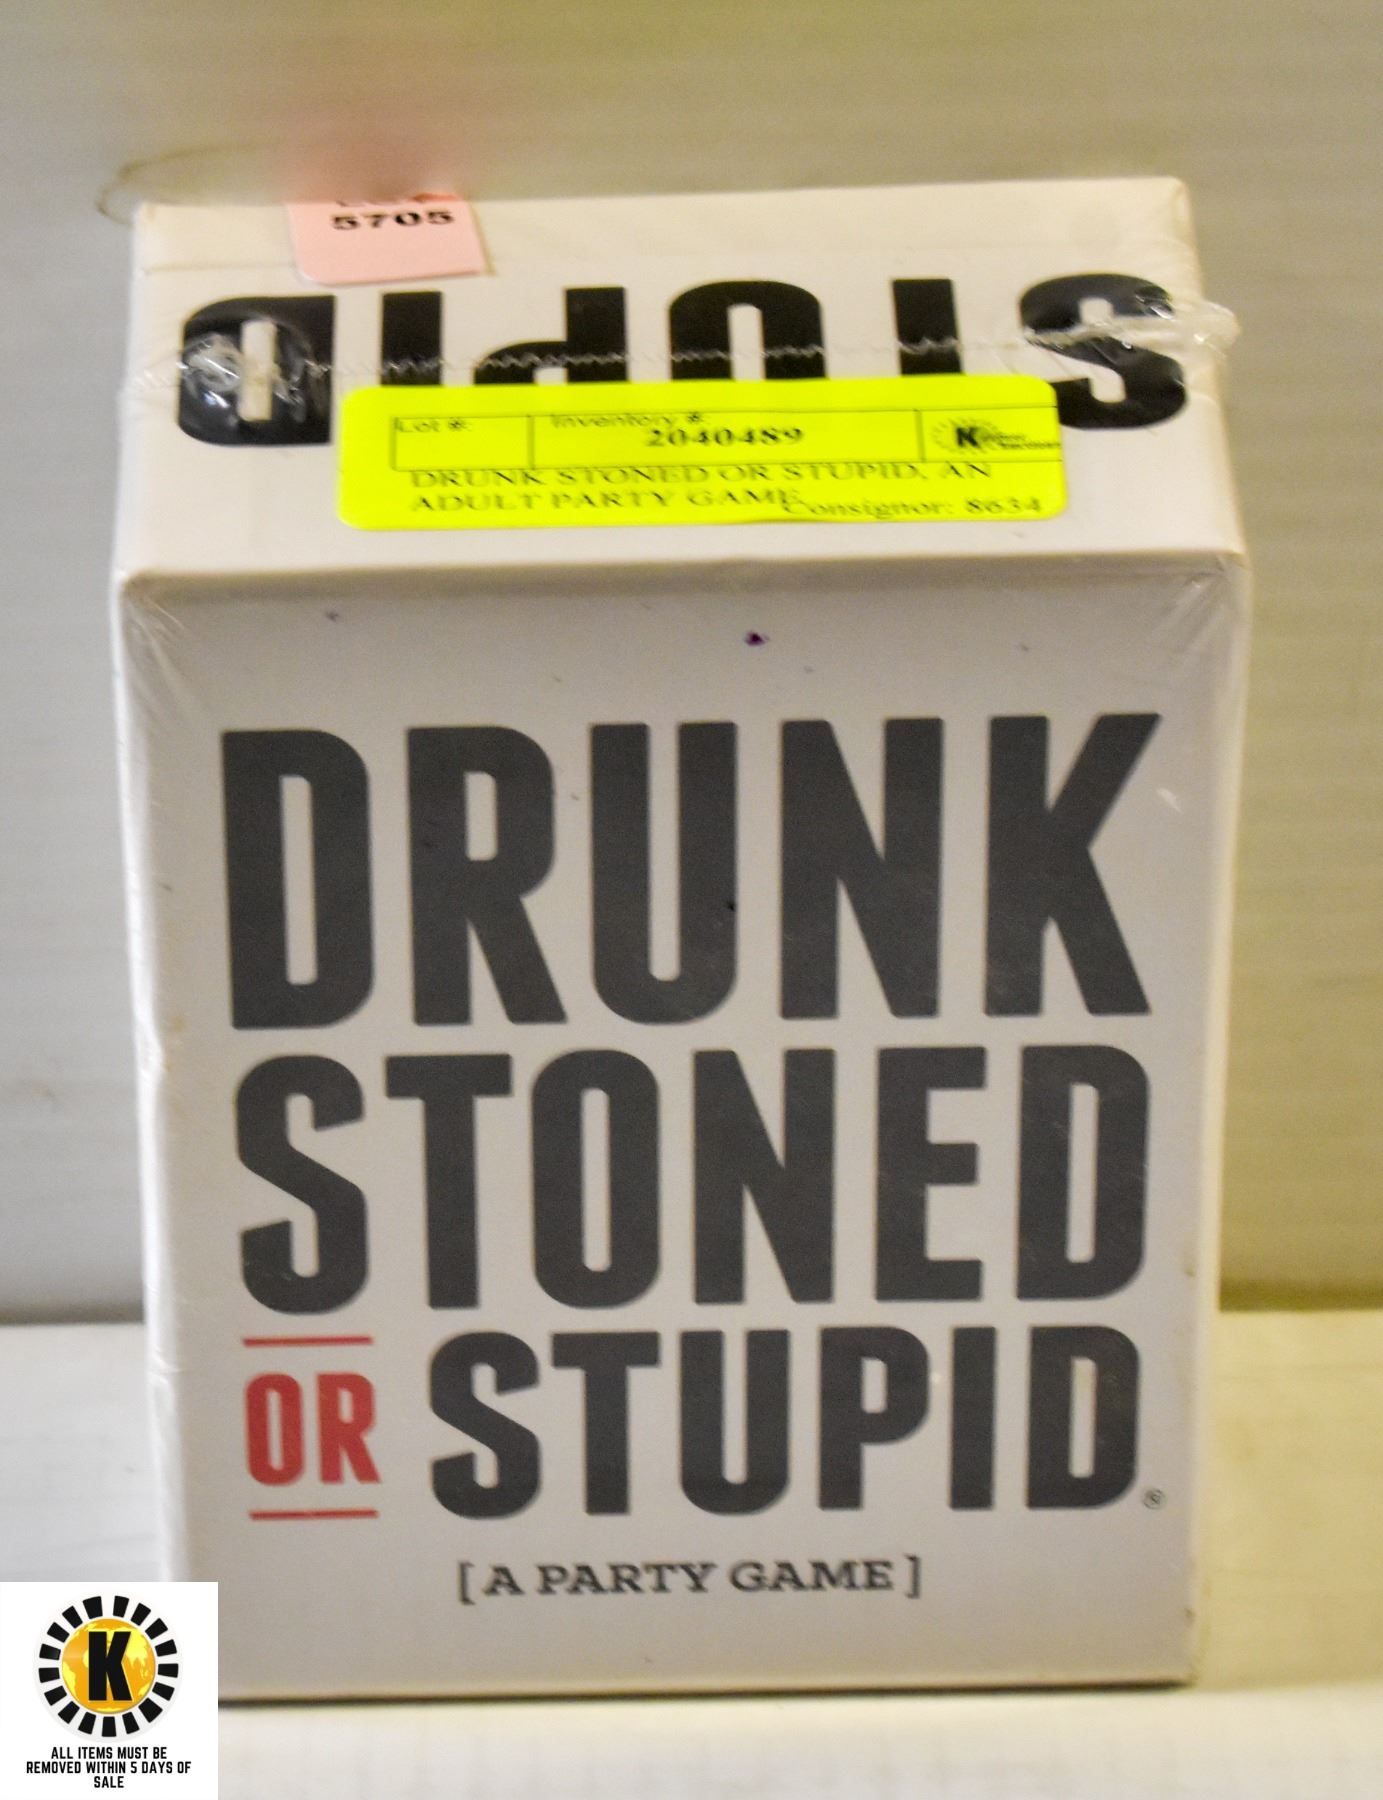 5705
STUPID
Lot #:
Inventory #:
2040489
K
DRUNK STONED OR STUPID, AN
ADULT PARTY GAME
Consignor: 8634
DRUNK
STONED
OR STUPID®
[ A PARTY GAME ]
K
ALL ITEMS MUST BE
REMOVED WITHIN 5 DAYS OF
SALE